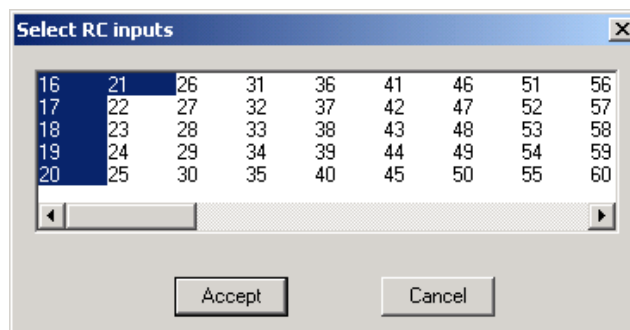 Select RC inputs
16 21 26 31 36 41 46 51 56
17 22 27 32 37 42 47 52 57
18 23 28 33 38 43 48 53 58
19 24 29 34 39 44 49 54 59
20 25 30 35 40 45 50 55 60
Accept Cancel